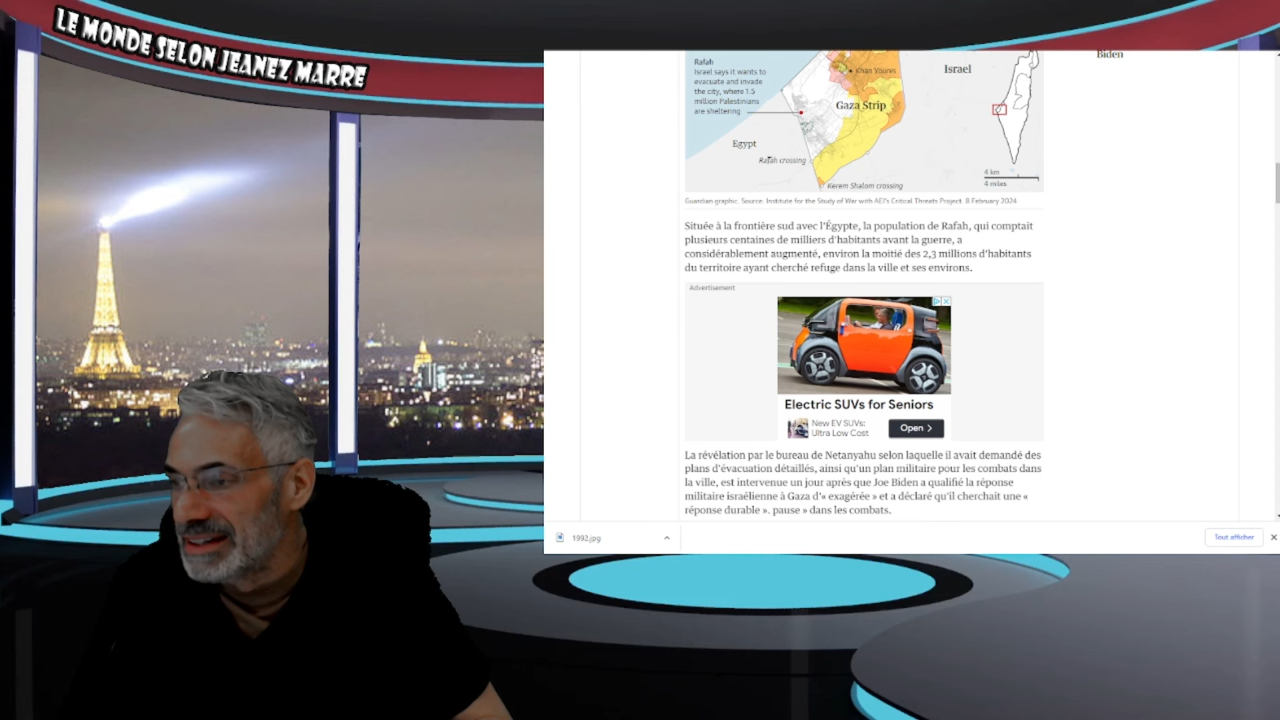 LE MONDE SELON JEANEZ MARRE
Biden
Rafah
Israel says it wants to
evacuate and invade
the city, where 1.5
million Palestinians
are sheltering
Khan Younis
Israel
Gaza Strip
Egypt
Rafah crossing
Kerem Shalom crossing
4 km
4 miles
Guardian graphic. Source: Institute for the Study of War with AEI's Critical Threats Project. 8 February 2024
Située à la frontière sud avec l'Égypte, la population de Rafah, qui comptait
plusieurs centaines de milliers d'habitants avant la guerre, a
considérablement augmenté, environ la moitié des 2,3 millions d'habitants
du territoire ayant cherché refuge dans la ville et ses environs.
Advertisement
Electric SUVs for Seniors
New EV SUVs:
Ultra Low Cost
Open >
La révélation par le bureau de Netanyahu selon laquelle il avait demandé des
plans d'évacuation détaillés, ainsi qu'un plan militaire pour les combats dans
la ville, est intervenue un jour après que Joe Biden a qualifié la réponse
militaire israélienne à Gaza d'« exagérée » et a déclaré qu'il cherchait une «
réponse durable ». pause » dans les combats.
1992.jpg
Tout afficher